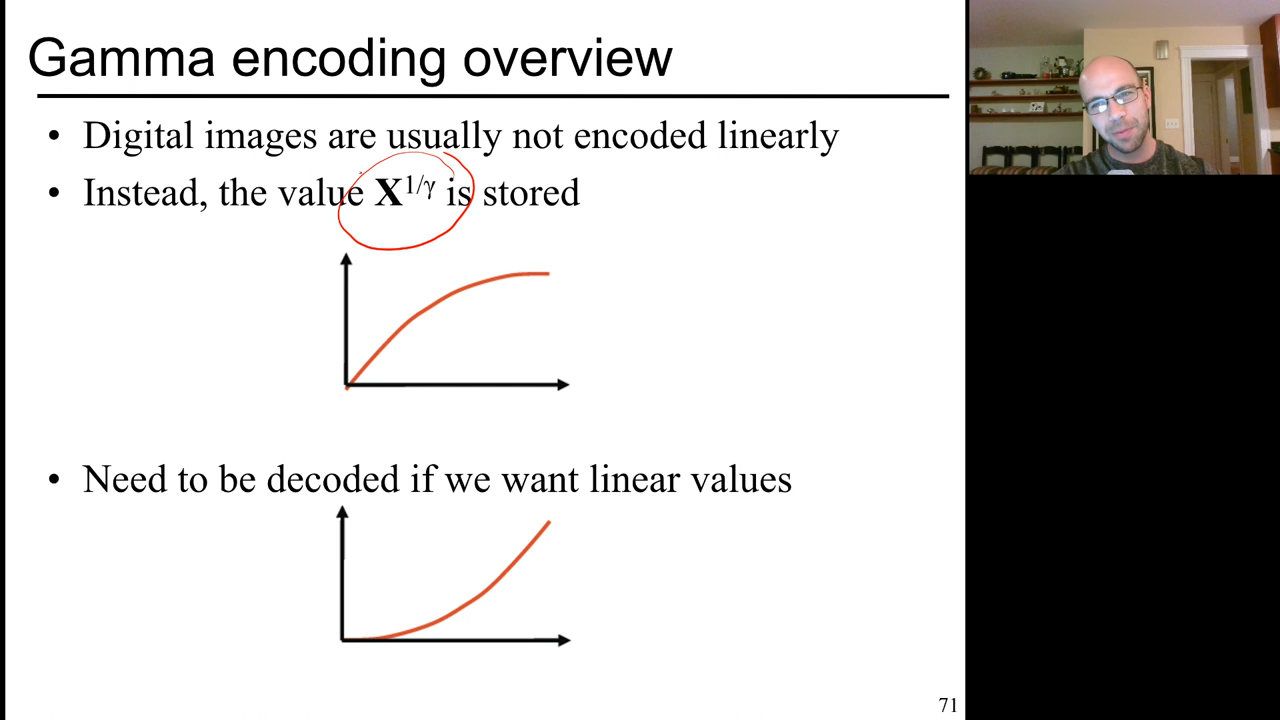 Gamma encoding overview
• Digital images are usually not encoded linearly
• Instead, the value X^1/γ is stored
• Need to be decoded if we want linear values
71